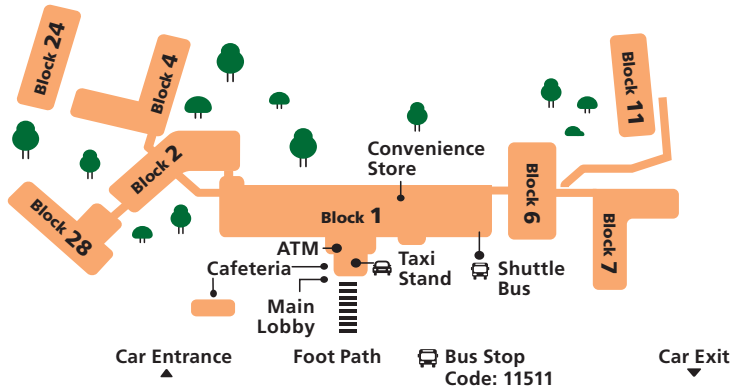 Block 24
Block 4
Block 11
Convenience
Store
Block 2
Block 28
Block 1
Block 6
Block 7
ATM
Cafeteria
Taxi
Stand
Shuttle
Bus
Main
Lobby
Car Entrance
Foot Path
Bus Stop
Code: 11511
Car Exit